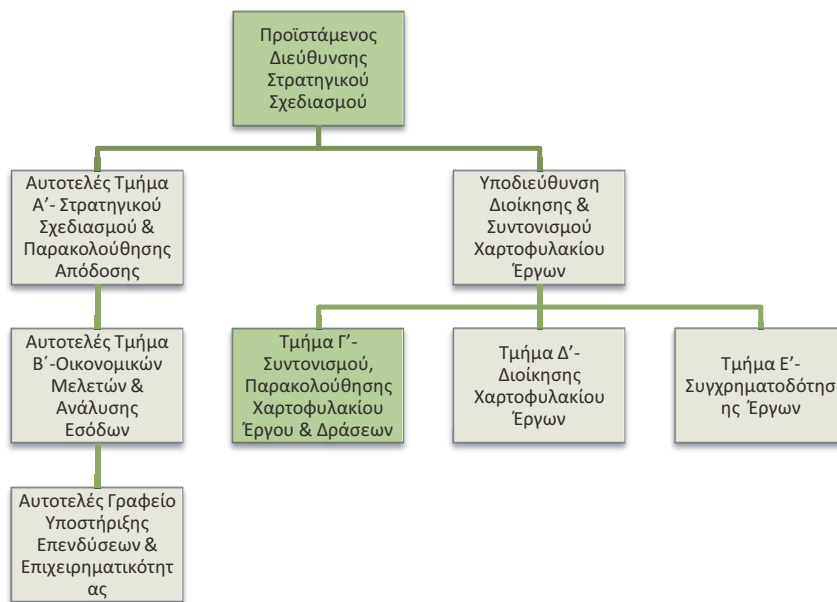 Προϊστάμενος
Διεύθυνσης
Στρατηγικού
Σχεδιασμού
Αυτοτελές Τμήμα
Α’- Στρατηγικού
Σχεδιασμού &
Παρακολούθησης
Απόδοσης
Υποδιεύθυνση
Διοίκησης &
Συντονισμού
Χαρτοφυλακίου
Έργων
Αυτοτελές Τμήμα
Β΄-Οικονομικών
Μελετών &
Ανάλυσης
Εσόδων
Τμήμα Γ’-
Συντονισμού,
Παρακολούθησης
Χαρτοφυλακίου
Έργου & Δράσεων
Τμήμα Δ’-
Διοίκησης
Χαρτοφυλακίου
Έργων
Τμήμα Ε’-
Συγχρηματοδότησ
ης Έργων
Αυτοτελές Γραφείο
Υποστήριξης
Επενδύσεων &
Επιχειρηματικότητ
ας